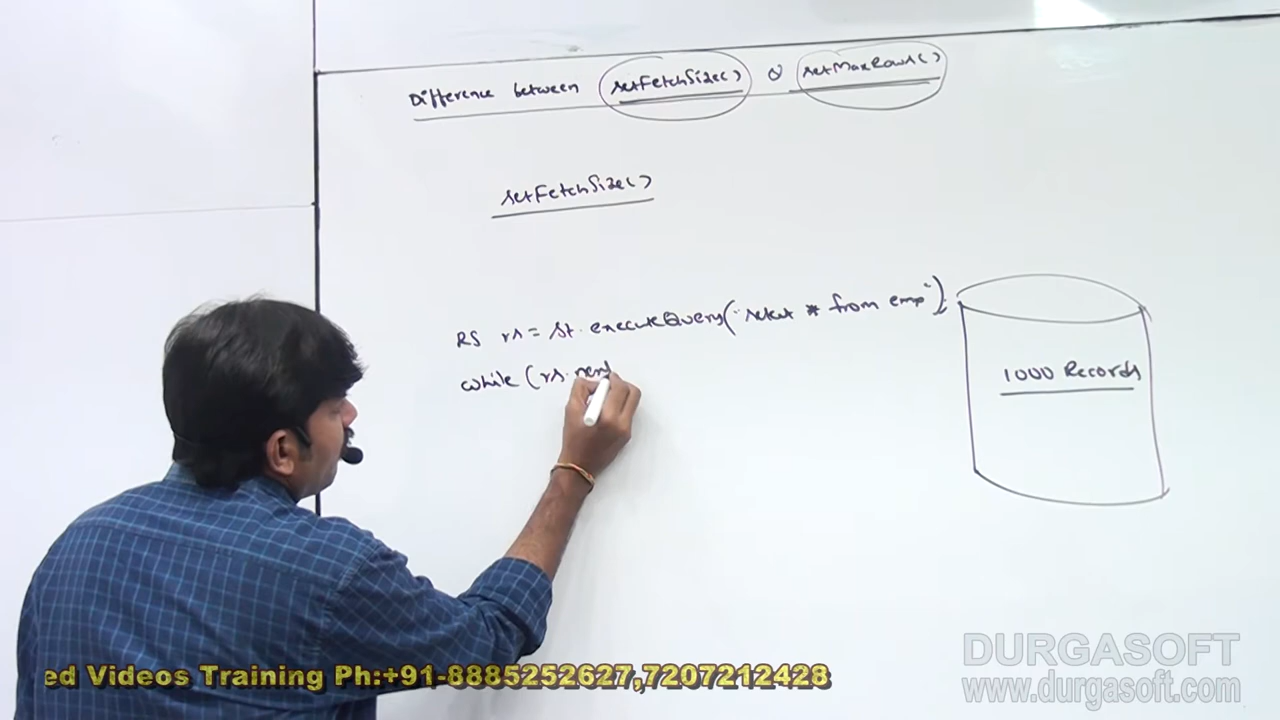 Difference between setFetchSize() & setMaxRows()
setFetchSize()
RS rs = st.executeQuery("select * from emp");
while (rs.next
1000 Records
ed Videos Training Ph:+91-8885252627,7207212428
DURGASOFT
www.durgasoft.com